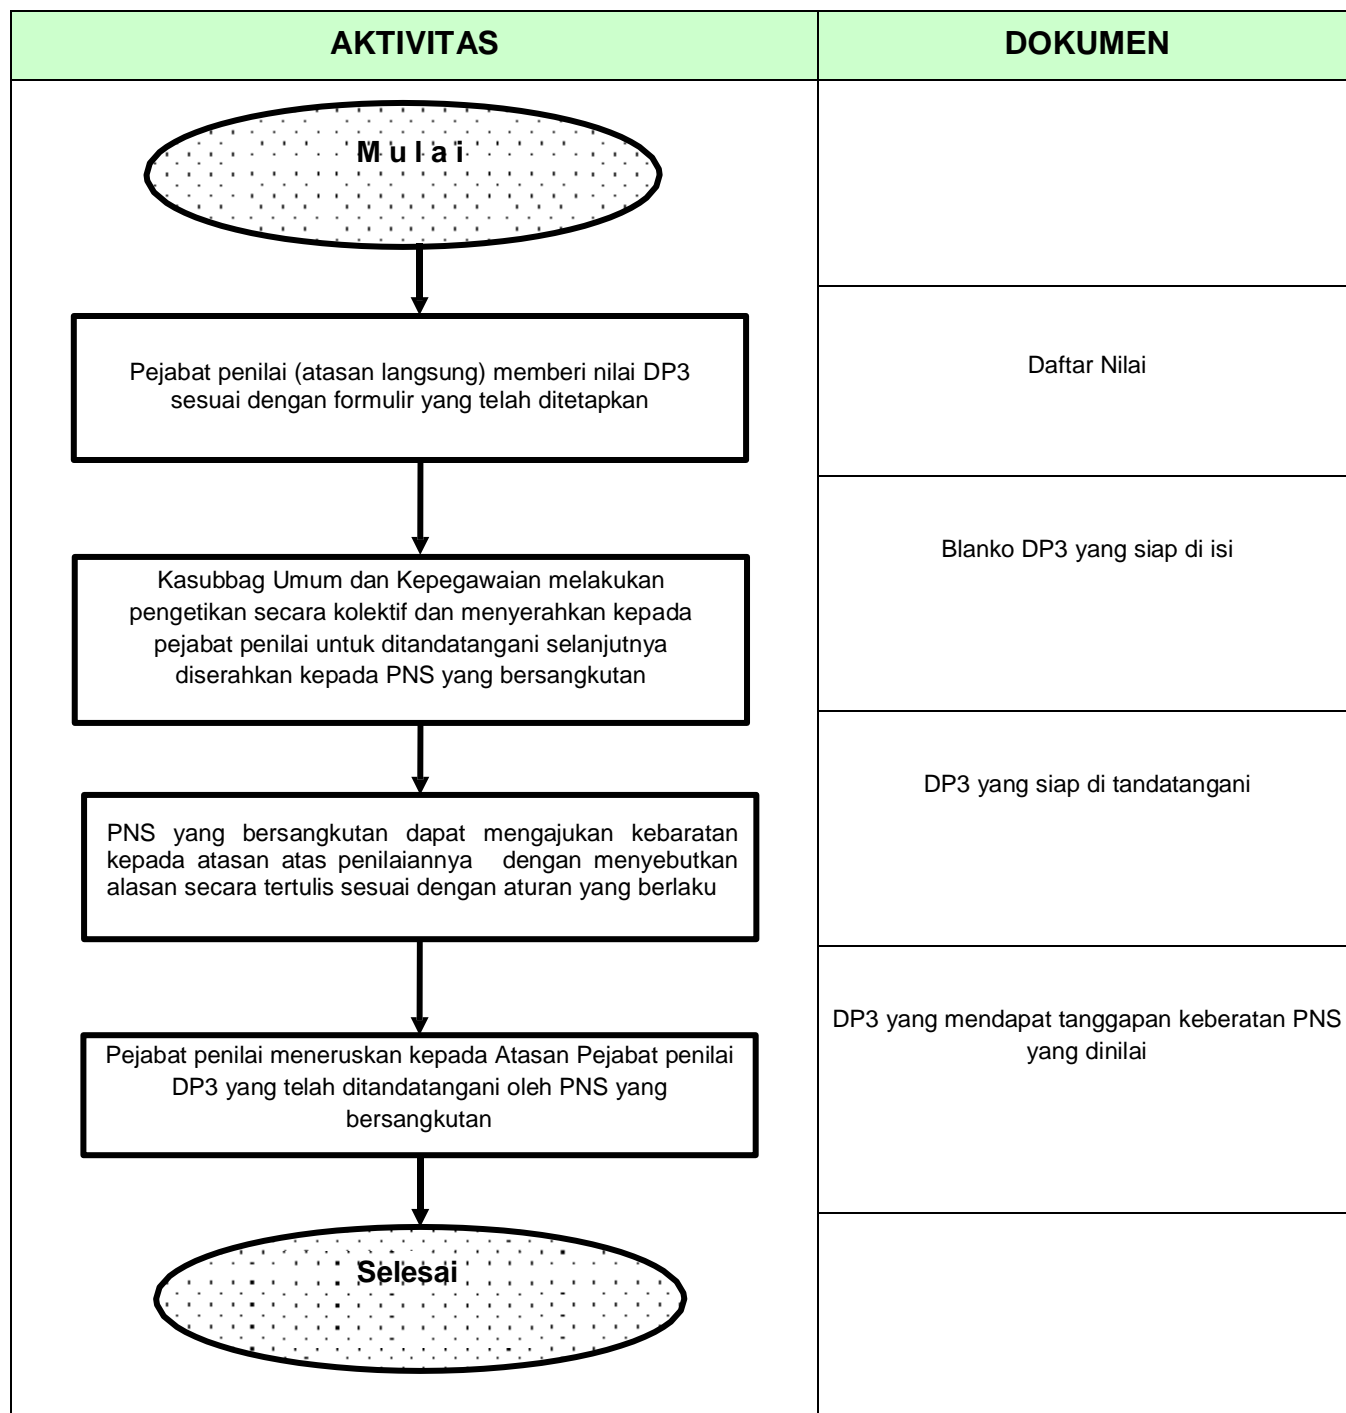 AKTIVITAS
DOKUMEN
M u l a i
Pejabat penilai (atasan langsung) memberi nilai DP3
sesuai dengan formulir yang telah ditetapkan
Daftar Nilai
Kasubbag Umum dan Kepegawaian melakukan
pengetikan secara kolektif dan menyerahkan kepada
pejabat penilai untuk ditandatangani selanjutnya
diserahkan kepada PNS yang bersangkutan
Blanko DP3 yang siap di isi
PNS yang bersangkutan dapat mengajukan kebaratan
kepada atasan atas penilaiannya dengan menyebutkan
alasan secara tertulis sesuai dengan aturan yang berlaku
DP3 yang siap di tandatangani
Pejabat penilai meneruskan kepada Atasan Pejabat penilai
DP3 yang telah ditandatangani oleh PNS yang
bersangkutan
DP3 yang mendapat tanggapan keberatan PNS
yang dinilai
Selesai